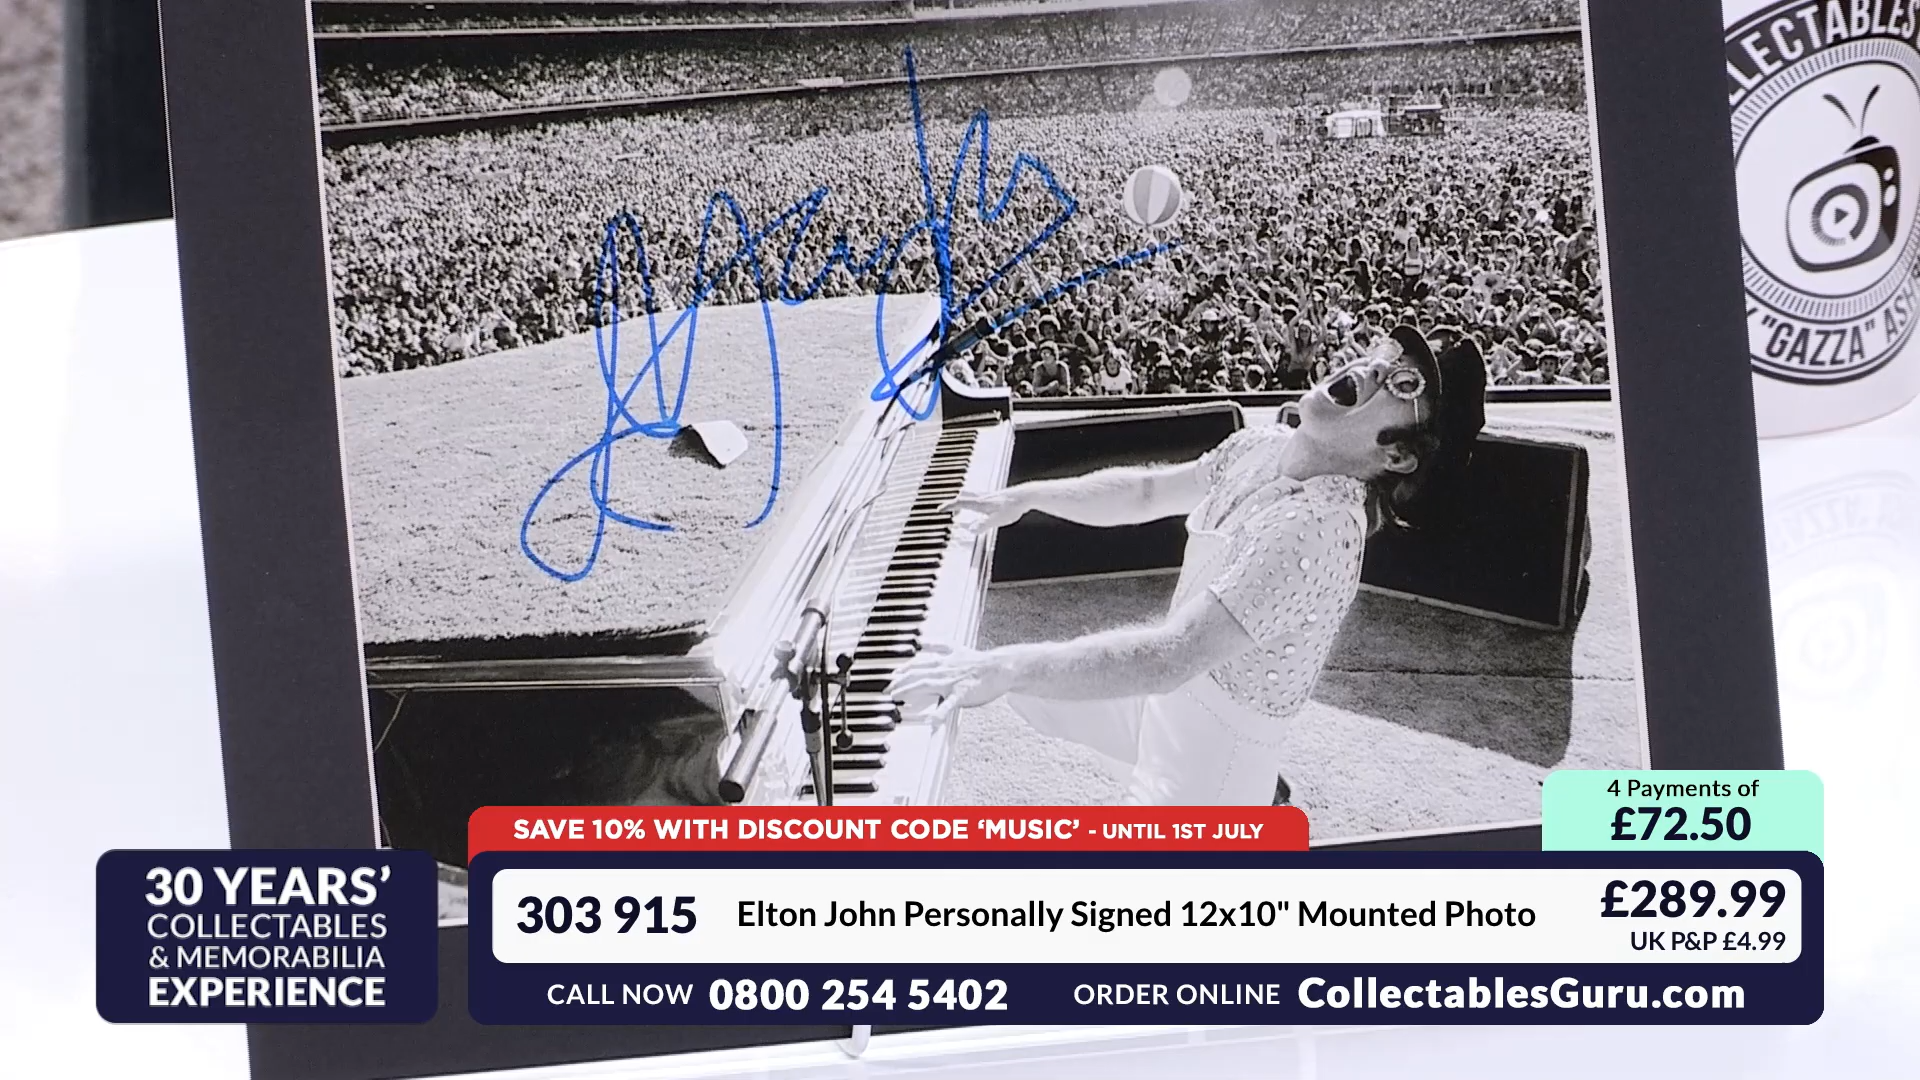 LECTABLES
"GAZZA" AS
4 Payments of
£72.50
SAVE 10% WITH DISCOUNT CODE ‘MUSIC’ - UNTIL 1ST JULY
30 YEARS’
COLLECTABLES
& MEMORABILIA
EXPERIENCE
303 915 Elton John Personally Signed 12x10" Mounted Photo £289.99
UK P&P £4.99
CALL NOW 0800 254 5402 ORDER ONLINE CollectablesGuru.com